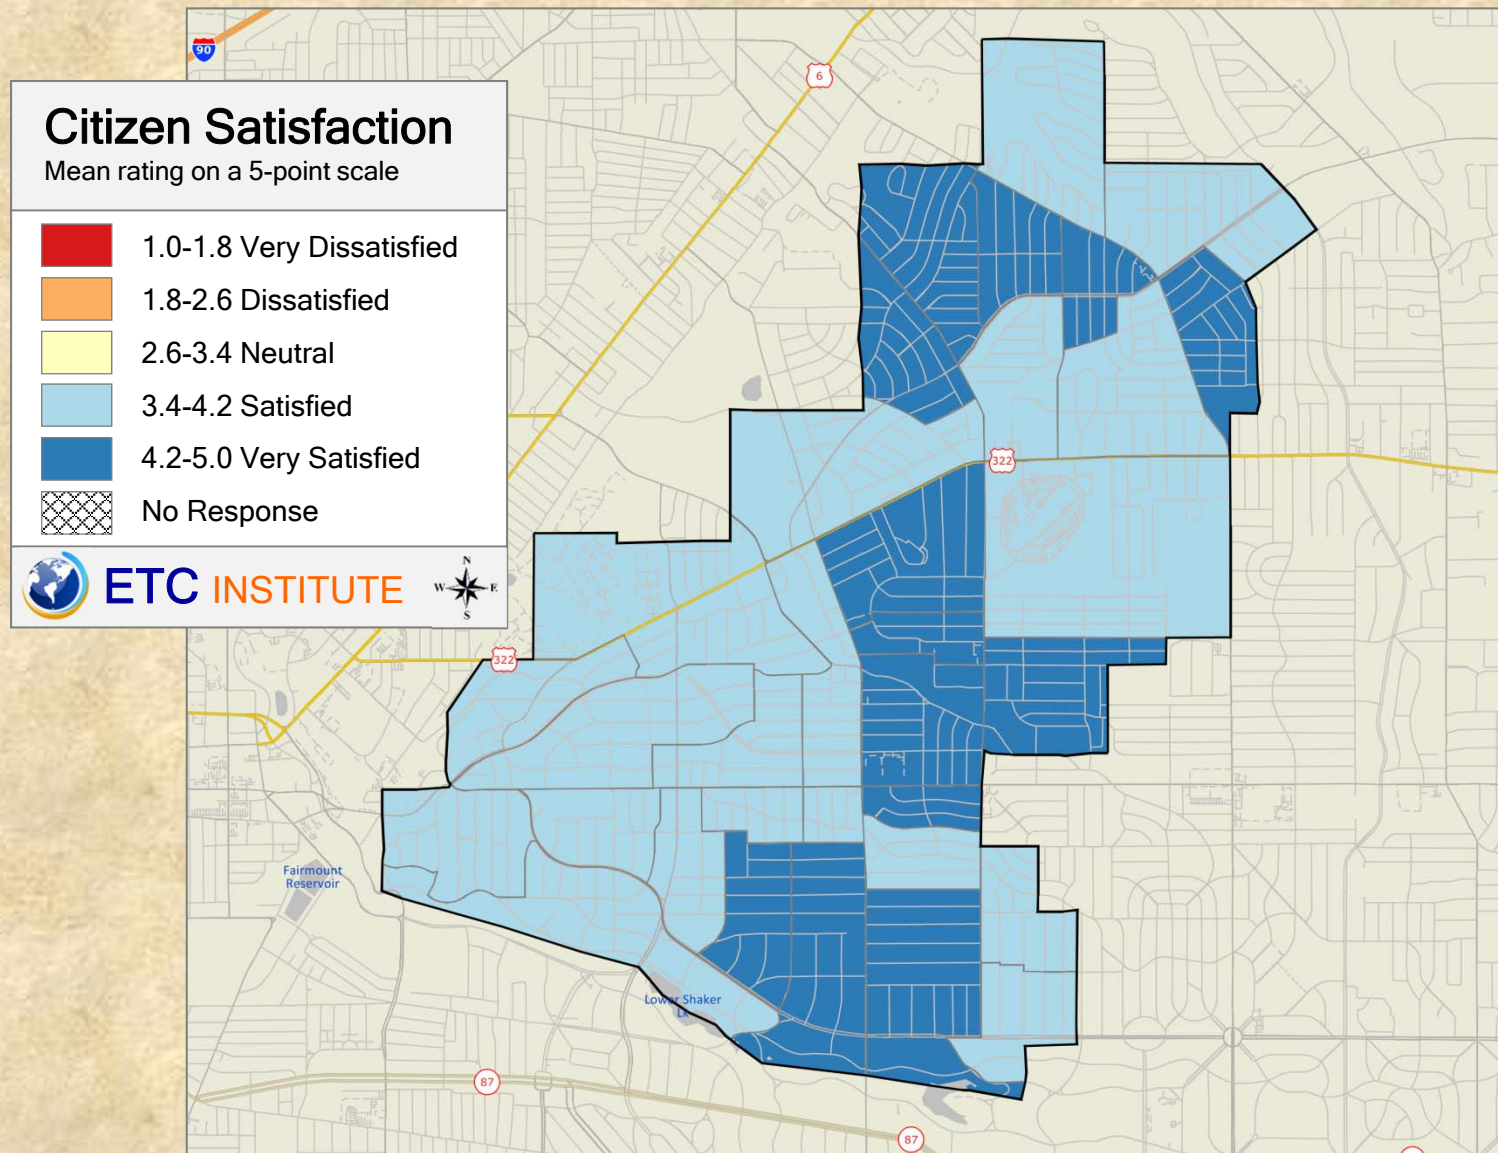 90
6
Citizen Satisfaction
Mean rating on a 5-point scale
1.0-1.8 Very Dissatisfied
1.8-2.6 Dissatisfied
2.6-3.4 Neutral
3.4-4.2 Satisfied
4.2-5.0 Very Satisfied
No Response
ETC INSTITUTE
N
W
E
S
322
322
Fairmount
Reservoir
Lower Shaker
Lk
87
87